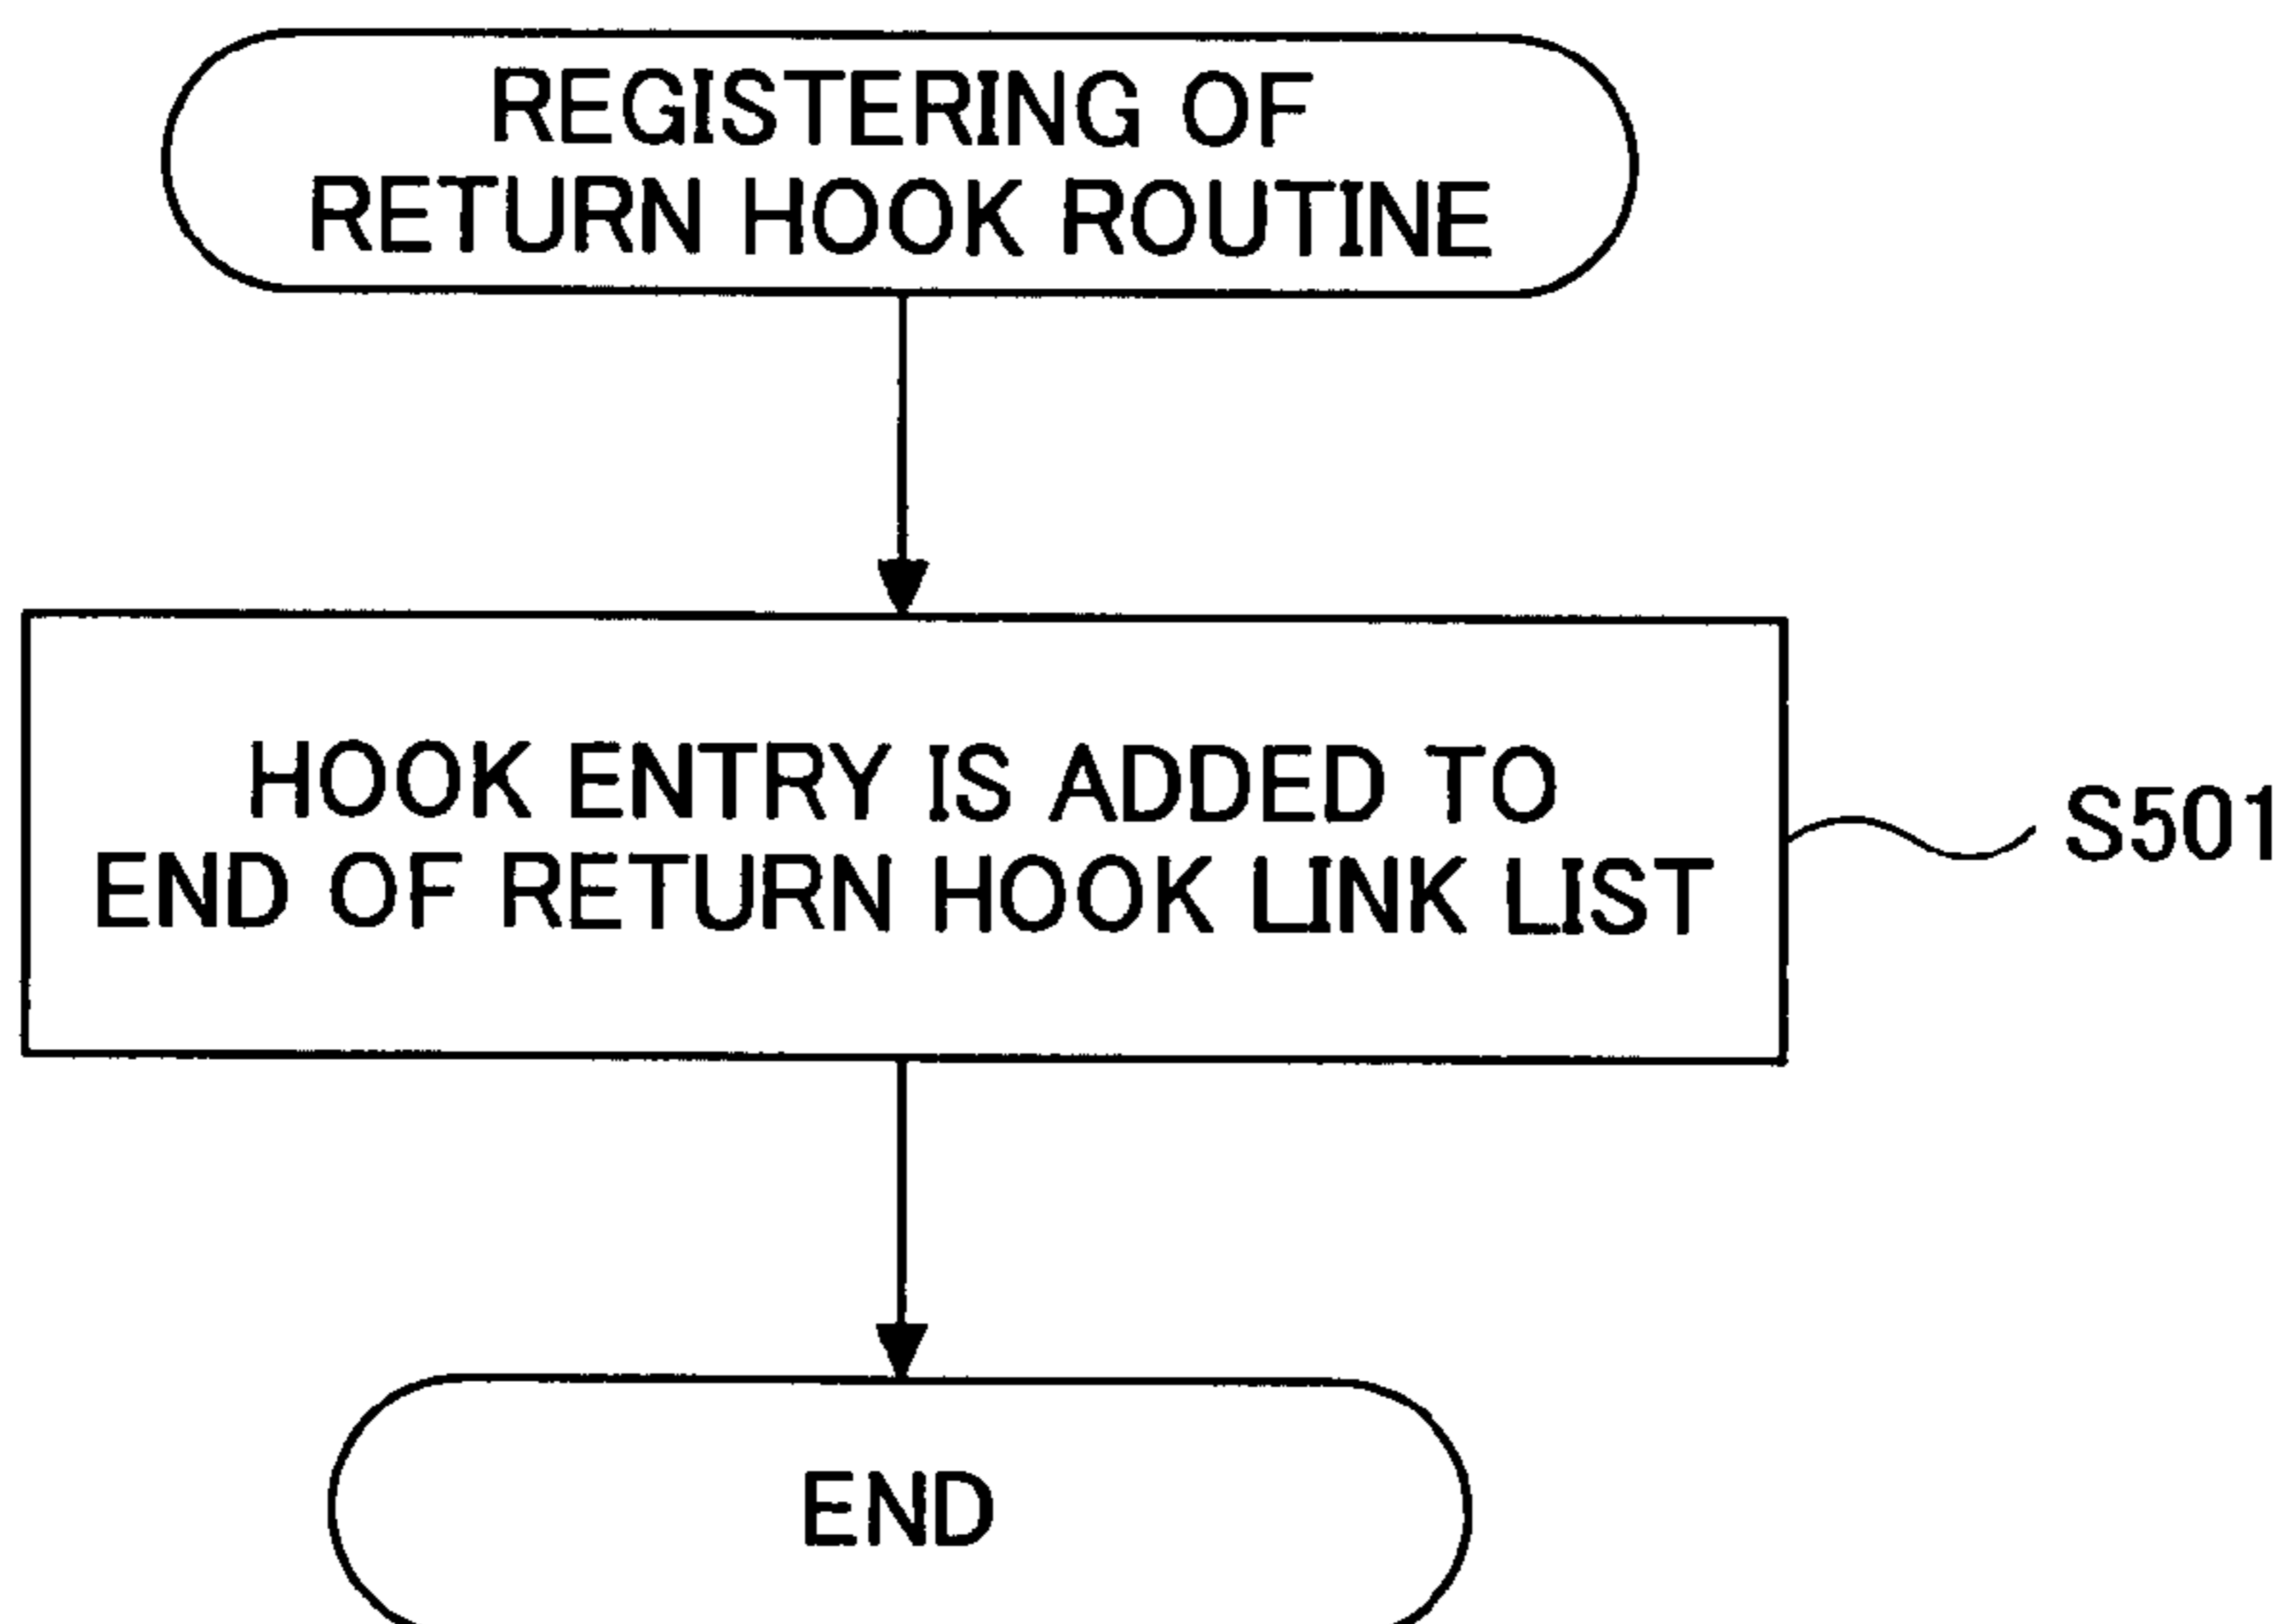 REGISTERING OF
RETURN HOOK ROUTINE
HOOK ENTRY IS ADDED TO
END OF RETURN HOOK LINK LIST
S501
END